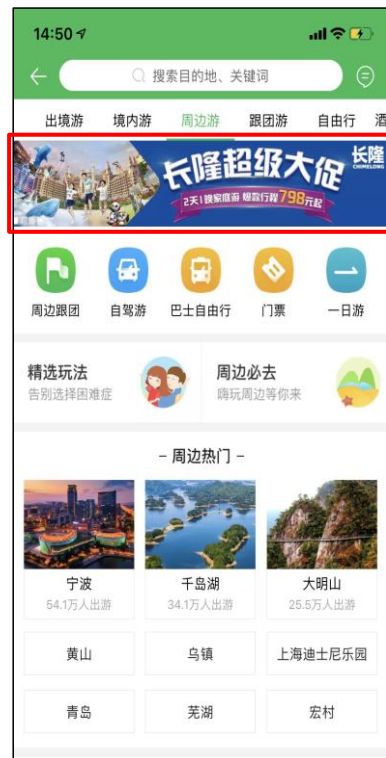 14:50
搜索目的地、关键词
出境游 境内游 周边游 跟团游 自由行 酒
长隆超级大促 长隆
CHIMELONG
2天1晚家庭游 爆款行程798元起
周边跟团 自驾游 巴士自由行 门票 一日游
精选玩法 周边必去
告别选择困难症 嗨玩周边等你来
– 周边热门 –
宁波 千岛湖 大明山
54.1万人出游 34.1万人出游 25.5万人出游
黄山 乌镇 上海迪士尼乐园
青岛 芜湖 宏村